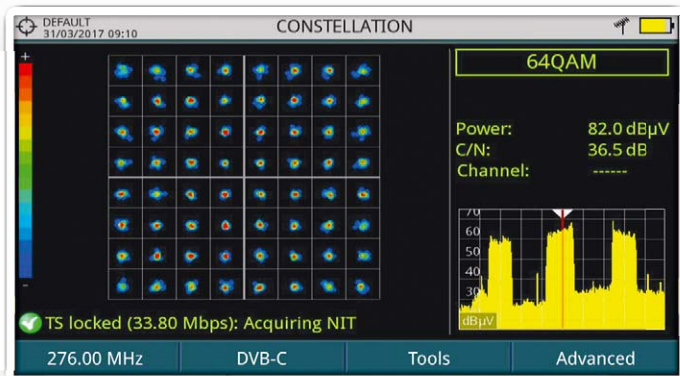 DEFAULT
31/03/2017 09:10
CONSTELLATION
+
-
64QAM
Power: 82.0 dBµV
C/N: 36.5 dB
Channel: ------
70
60
50
40
30
dBµV
TS locked (33.80 Mbps): Acquiring NIT
276.00 MHz
DVB-C
Tools
Advanced